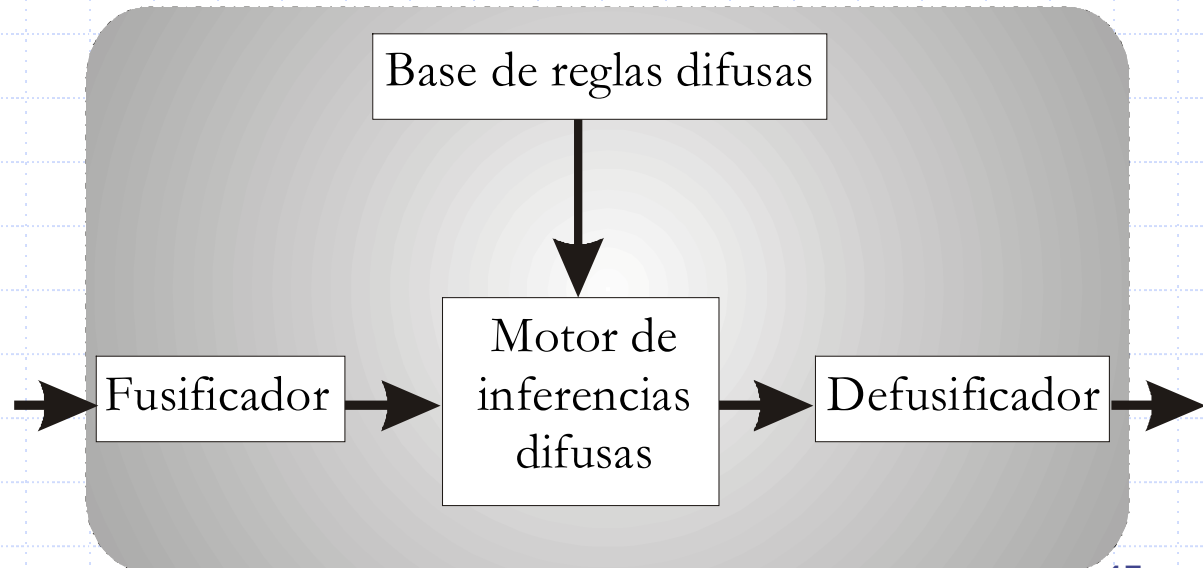 Base de reglas difusas
Motor de
inferencias
difusas
Fusificador
Defusificador